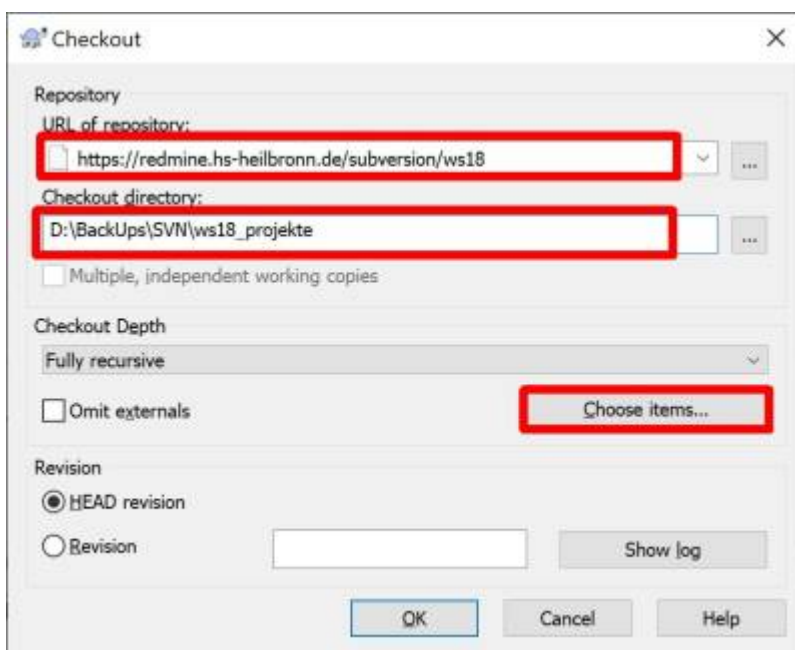 Checkout
Repository
URL of repository:
https://redmine.hs-heilbronn.de/subversion/ws18
...
Checkout directory:
D:\BackUps\SVN\ws18_projekte
...
Multiple, independent working copies
Checkout Depth
Fully recursive
Omit externals
Choose items...
Revision
HEAD revision
Revision
Show log
OK
Cancel
Help